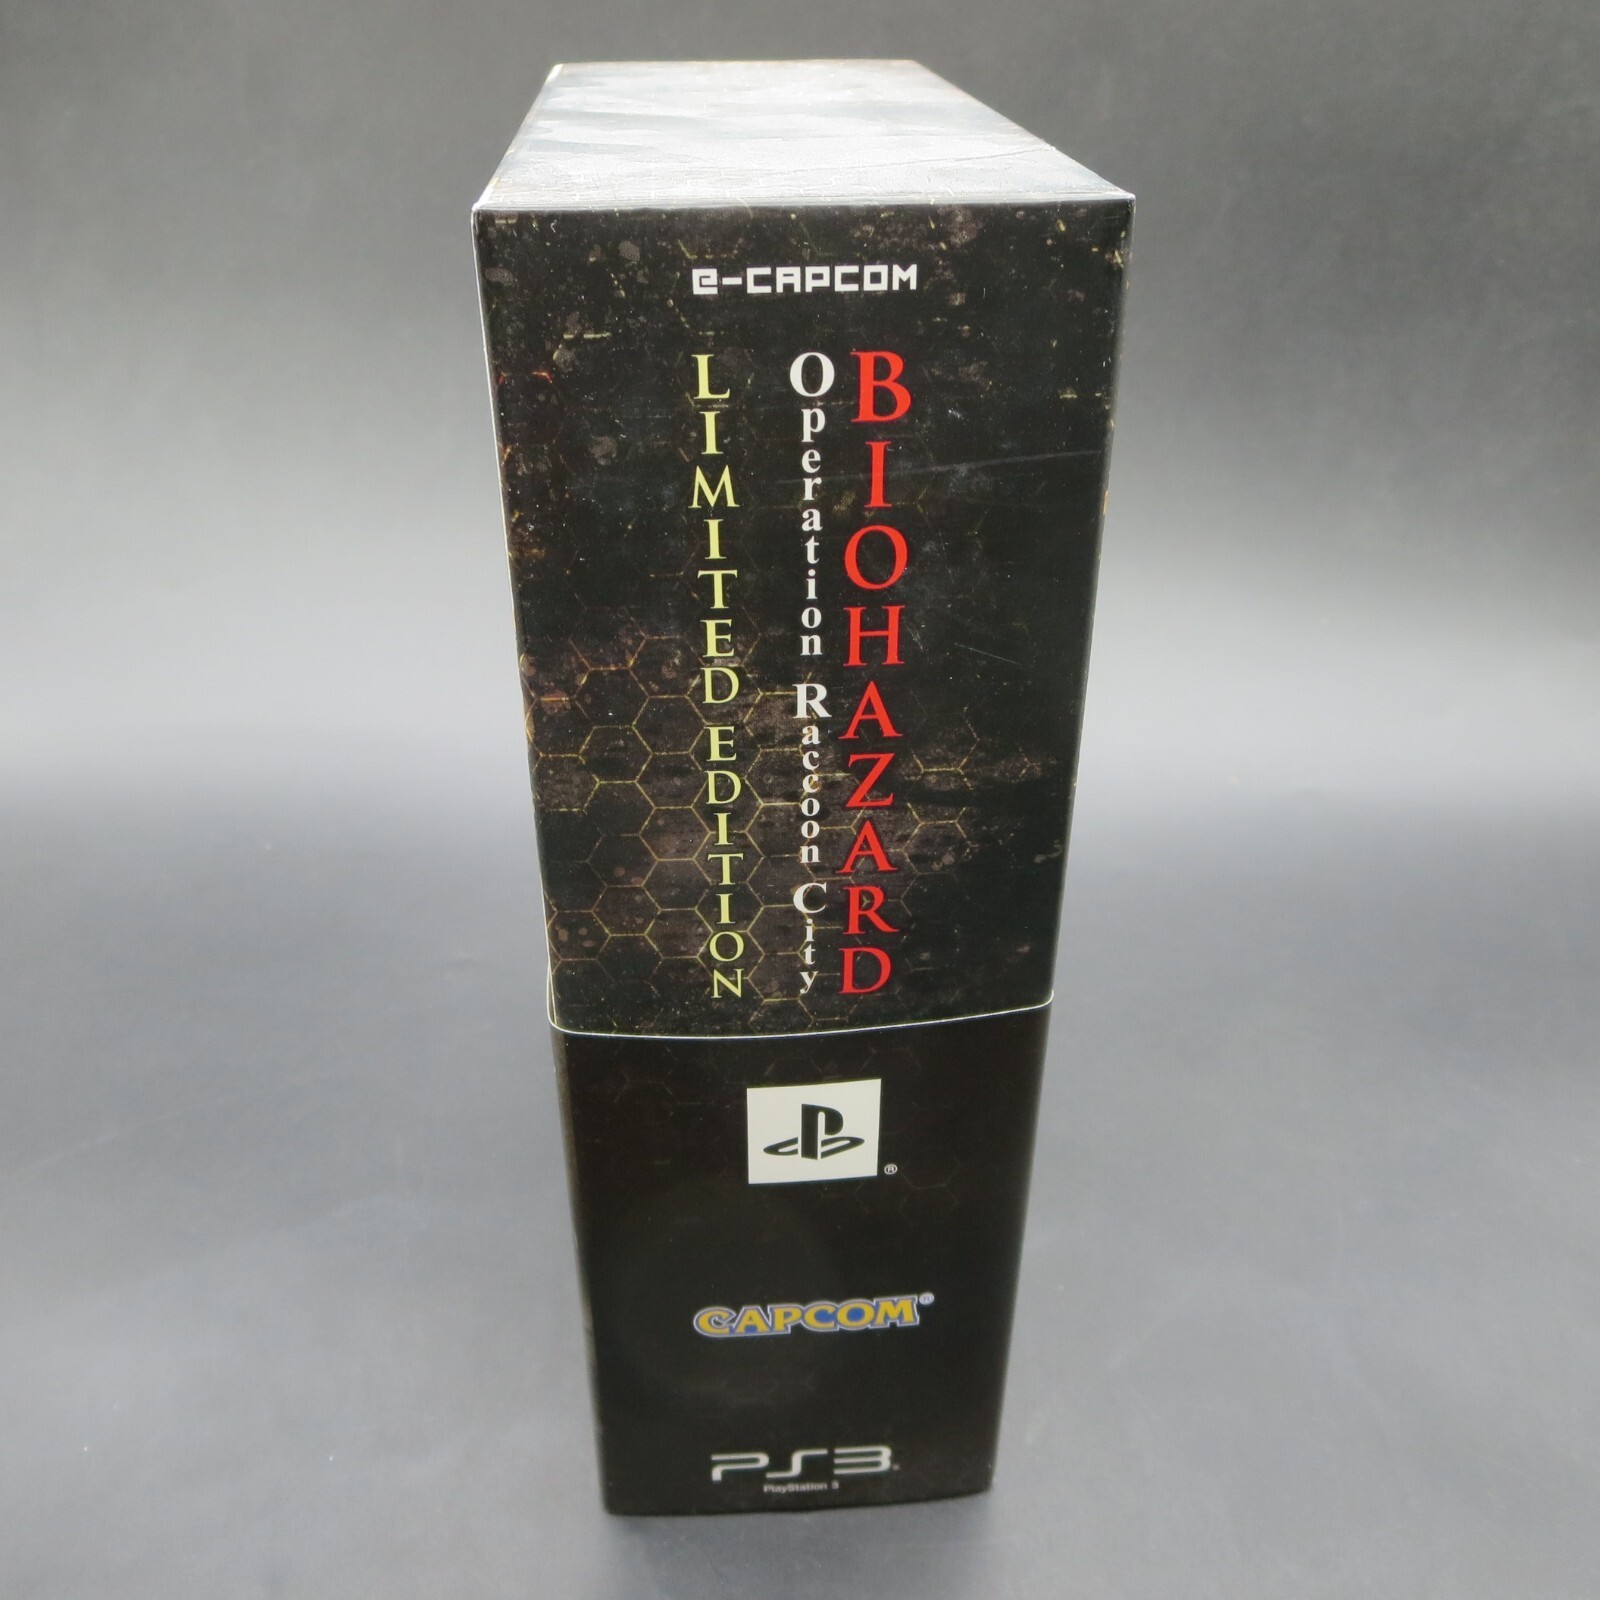 e-CAPCOM
BIOHAZARD
Operation Raccoon City
LIMITED EDITION
®
CAPCOM®
PS3
PlayStation 3